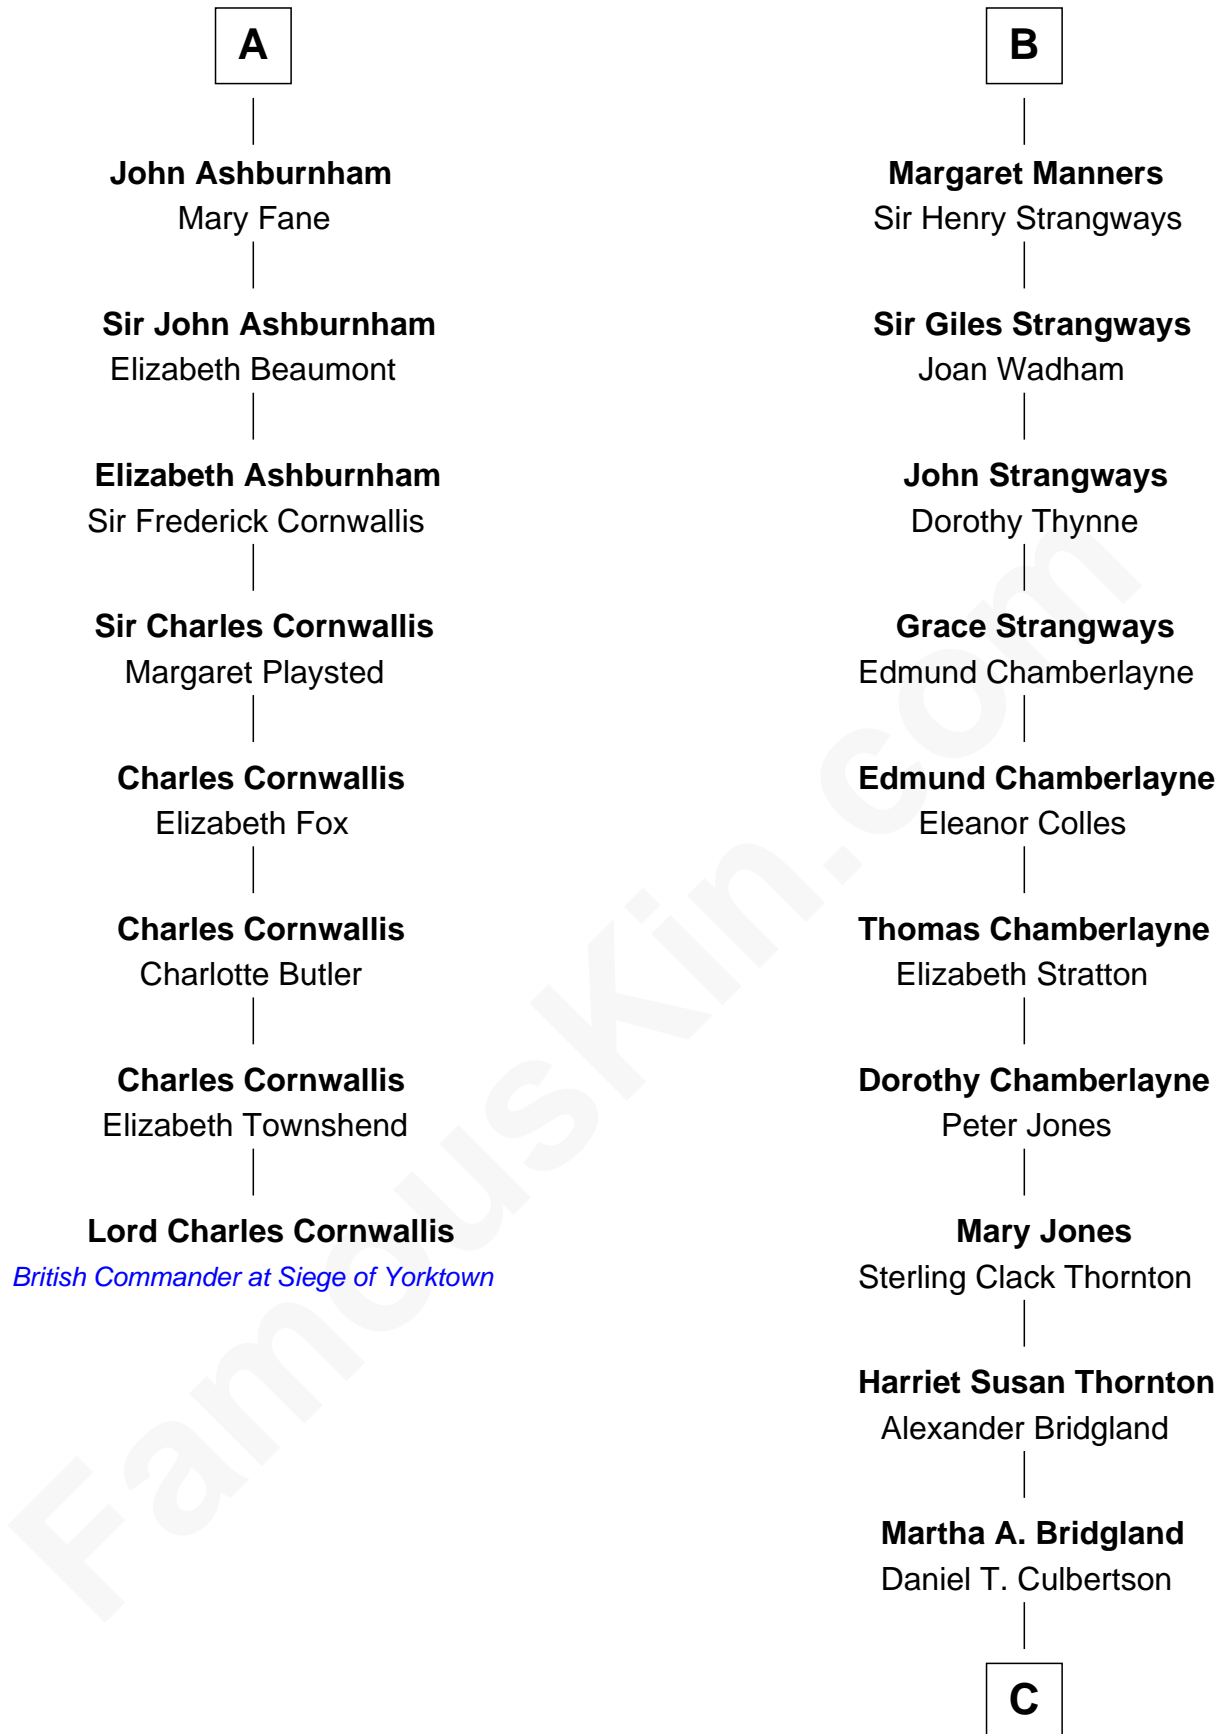 A
John Ashburnham
Mary Fane
Sir John Ashburnham
Elizabeth Beaumont
Elizabeth Ashburnham
Sir Frederick Cornwallis
Sir Charles Cornwallis
Margaret Playsted
Charles Cornwallis
Elizabeth Fox
Charles Cornwallis
Charlotte Butler
Charles Cornwallis
Elizabeth Townshend
Lord Charles Cornwallis
British Commander at Siege of Yorktown
B
Margaret Manners
Sir Henry Strangways
Sir Giles Strangways
Joan Wadham
John Strangways
Dorothy Thynne
Grace Strangways
Edmund Chamberlayne
Edmund Chamberlayne
Eleanor Colles
Thomas Chamberlayne
Elizabeth Stratton
Dorothy Chamberlayne
Peter Jones
Mary Jones
Sterling Clack Thornton
Harriet Susan Thornton
Alexander Bridgland
Martha A. Bridgland
Daniel T. Culbertson
C
FamousKin.com